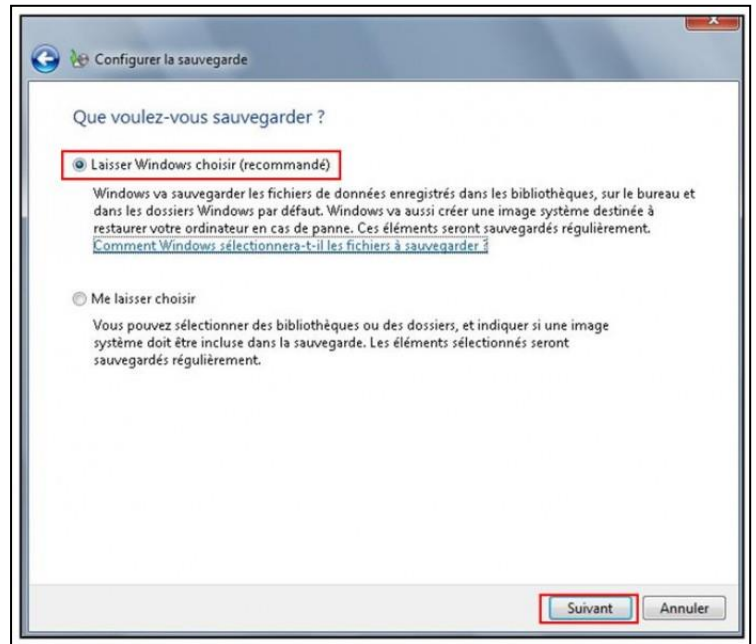 Configurer la sauvegarde
Que voulez-vous sauvegarder ?
Laisser Windows choisir (recommandé)
Windows va sauvegarder les fichiers de données enregistrés dans les bibliothèques, sur le bureau et
dans les dossiers Windows par défaut. Windows va aussi créer une image système destinée à
restaurer votre ordinateur en cas de panne. Ces éléments seront sauvegardés régulièrement.
Comment Windows sélectionnera-t-il les fichiers à sauvegarder ?
Me laisser choisir
Vous pouvez sélectionner des bibliothèques ou des dossiers, et indiquer si une image
système doit être incluse dans la sauvegarde. Les éléments sélectionnés seront
sauvegardés régulièrement.
Suivant Annuler